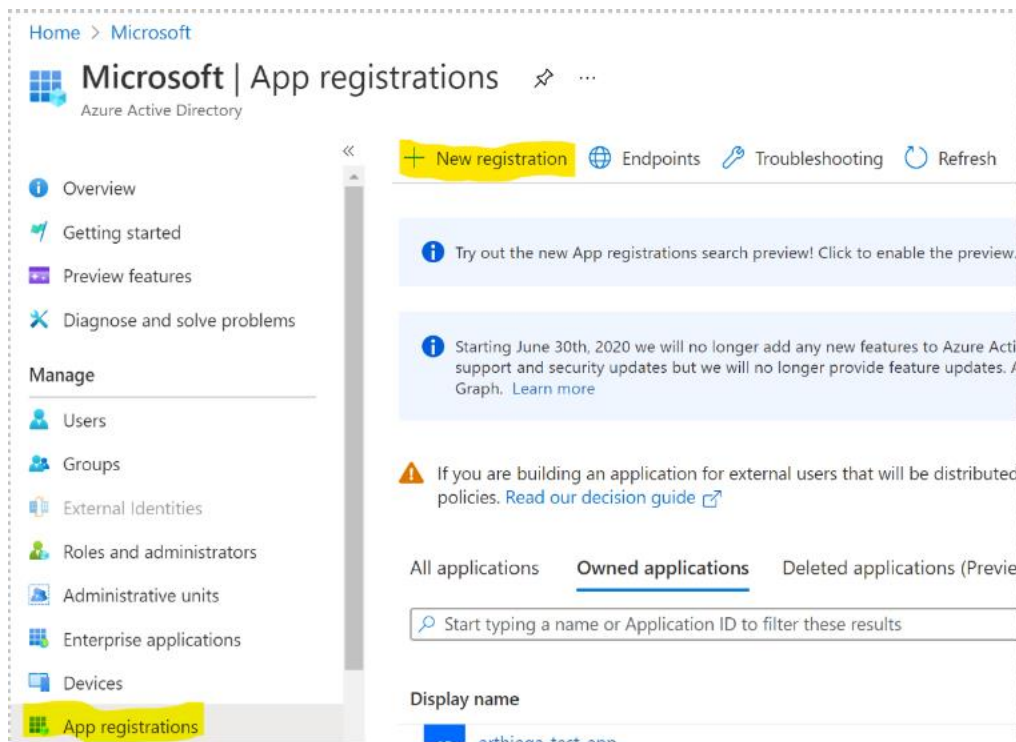 Home > Microsoft
Microsoft | App registrations
Azure Active Directory
Overview
Getting started
Preview features
Diagnose and solve problems
Manage
Users
Groups
External Identities
Roles and administrators
Administrative units
Enterprise applications
Devices
App registrations
New registration Endpoints Troubleshooting Refresh
Try out the new App registrations search preview! Click to enable the preview.
Starting June 30th, 2020 we will no longer add any new features to Azure Acti
support and security updates but we will no longer provide feature updates. A
Graph. Learn more
If you are building an application for external users that will be distributed
policies. Read our decision guide
All applications Owned applications Deleted applications (Previe
Start typing a name or Application ID to filter these results
Display name